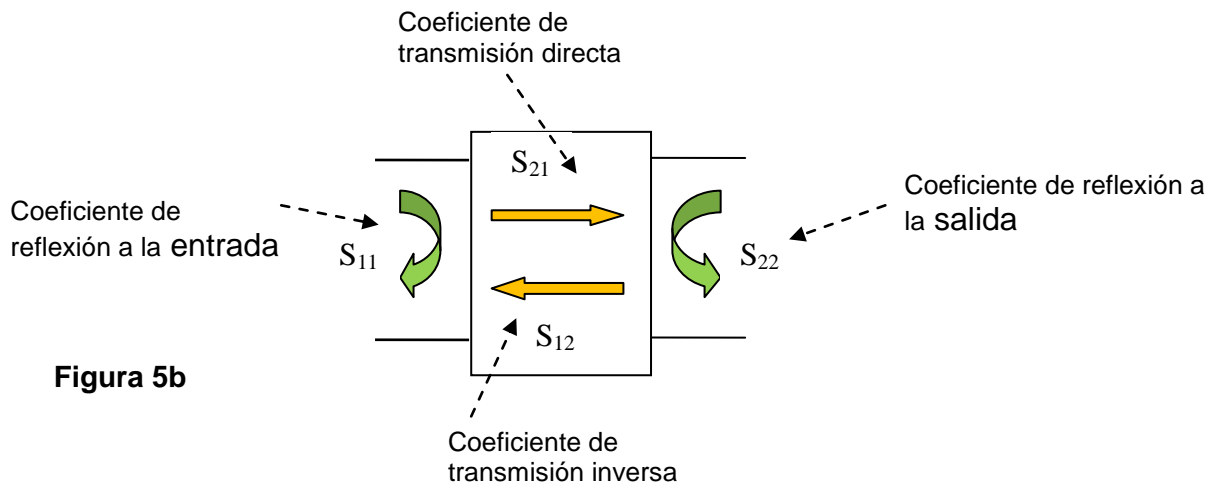 Coeficiente de
transmisión directa
S21
Coeficiente de
reflexión a la entrada
S11
Coeficiente de reflexión a
la salida
S22
S12
Figura 5b
Coeficiente de
transmisión inversa